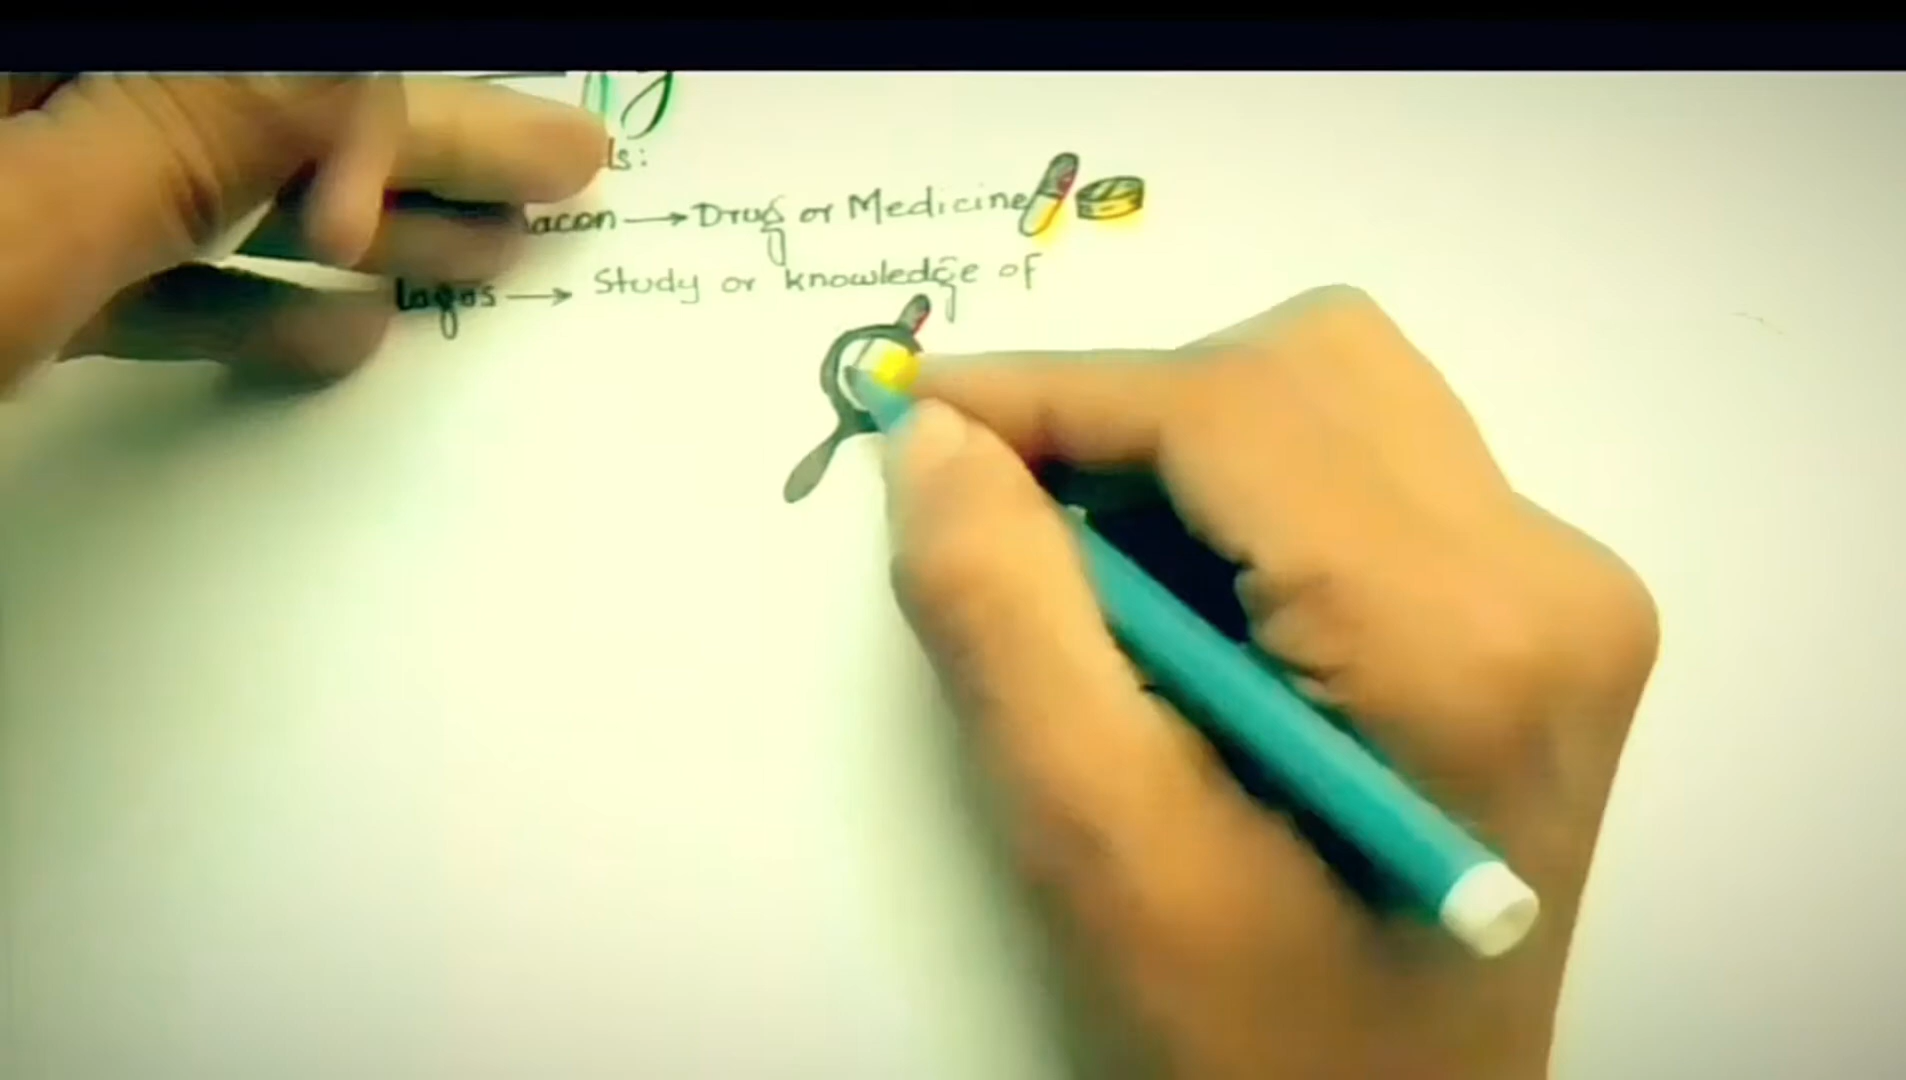 ls:
acon → Drug or Medicine
logos → Study or knowledge of